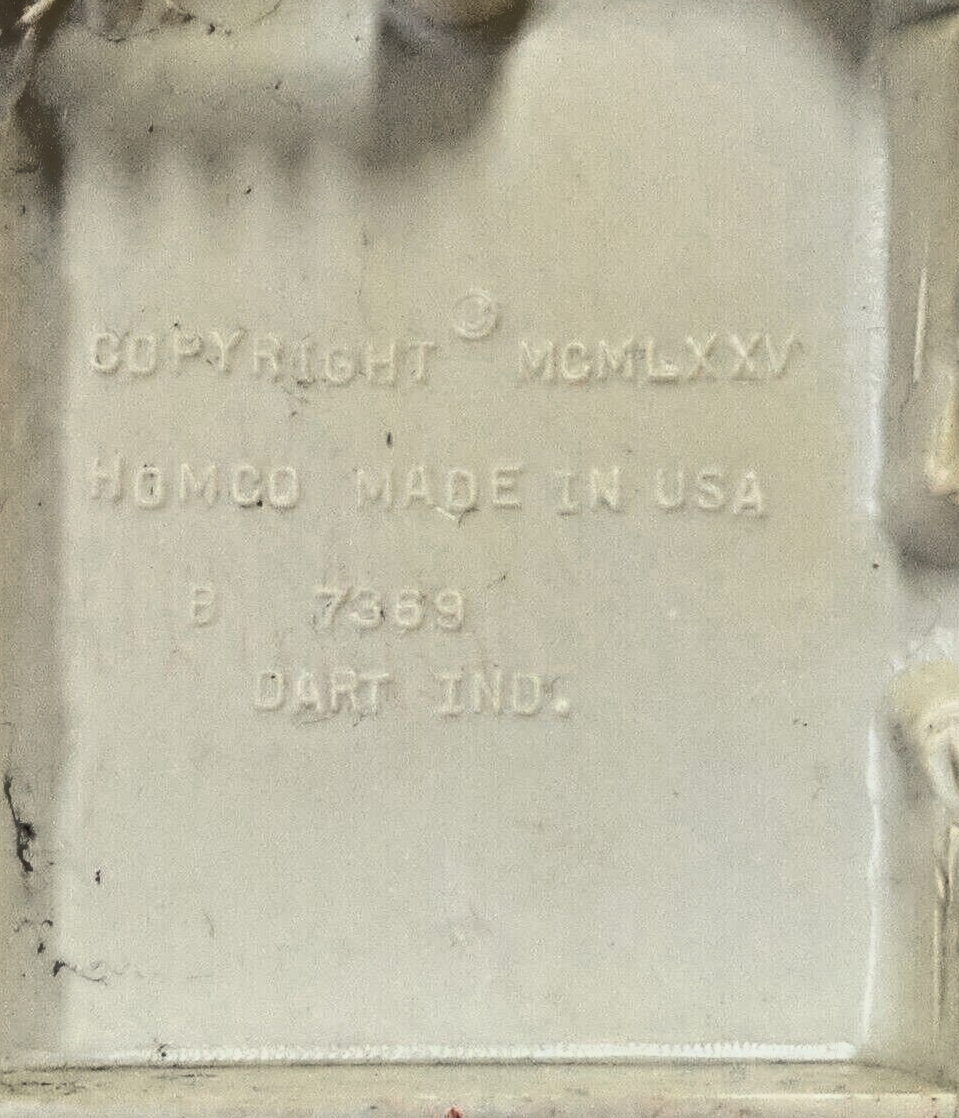 COPYRIGHT © MCMLXXV
HOMCO MADE IN USA
B 7369
DART IND.